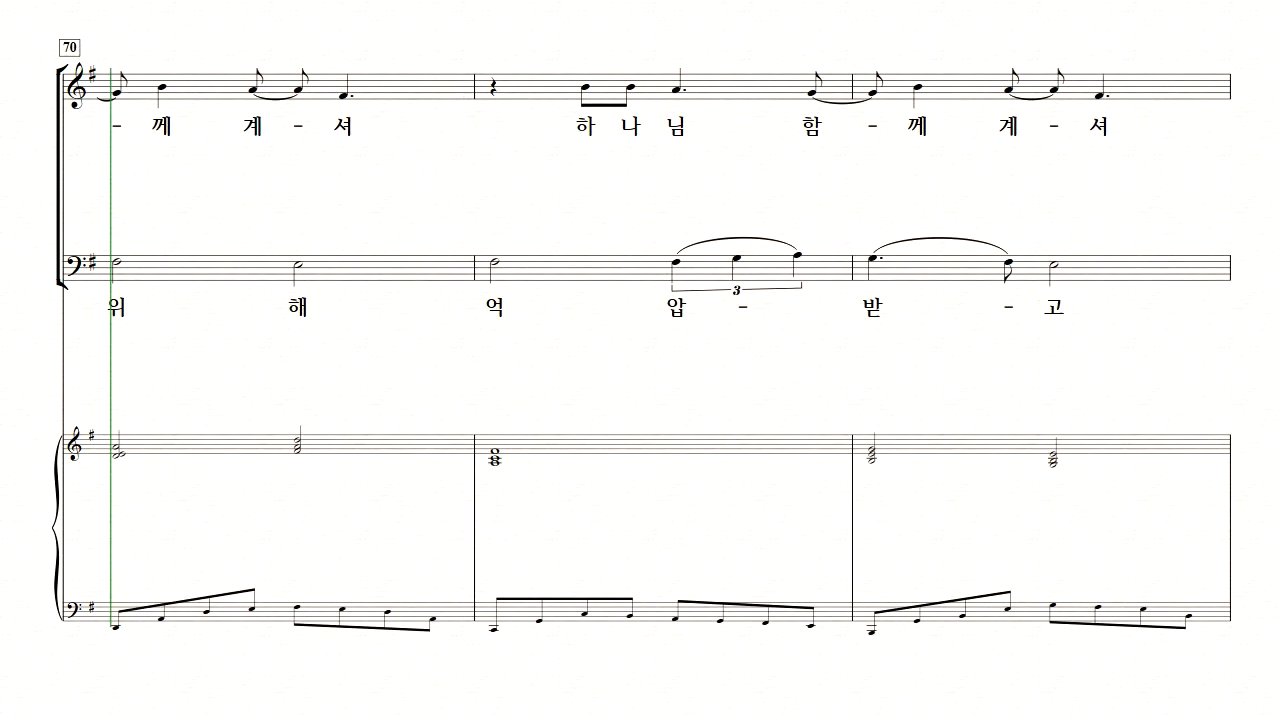 70
- 께 계 - 셔 하 나 님 함 - 께 계 - 셔
위 해 억 압 - 받 - 고
3